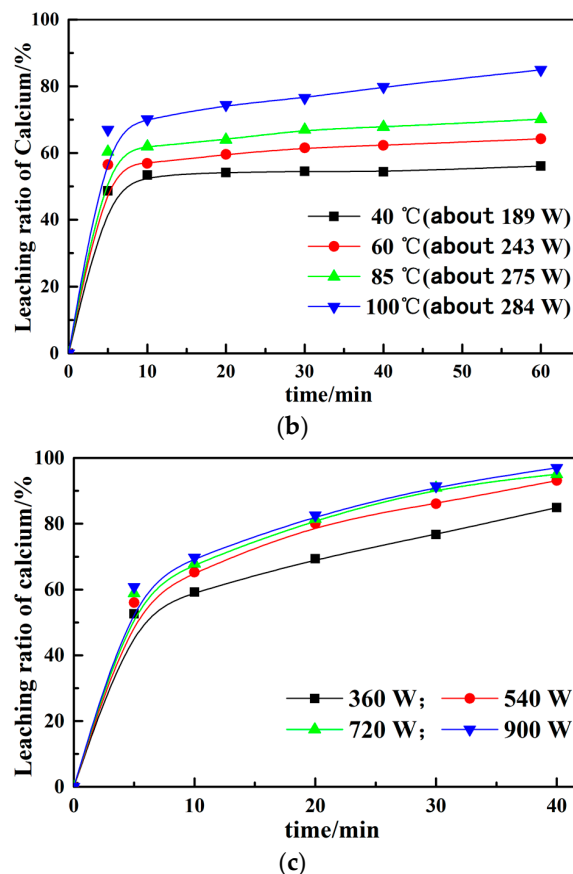 100
80
60
40
20
0
Leaching ratio of Calcium/%
40 ℃(about 189 W)
60 ℃(about 243 W)
85 ℃(about 275 W)
100℃(about 284 W)
0 10 20 30 40 50 60
time/min
(b)
100
80
60
40
20
0
Leaching ratio of calcium/%
360 W; 540 W
720 W; 900 W
0 10 20 30 40
time/min
(c)